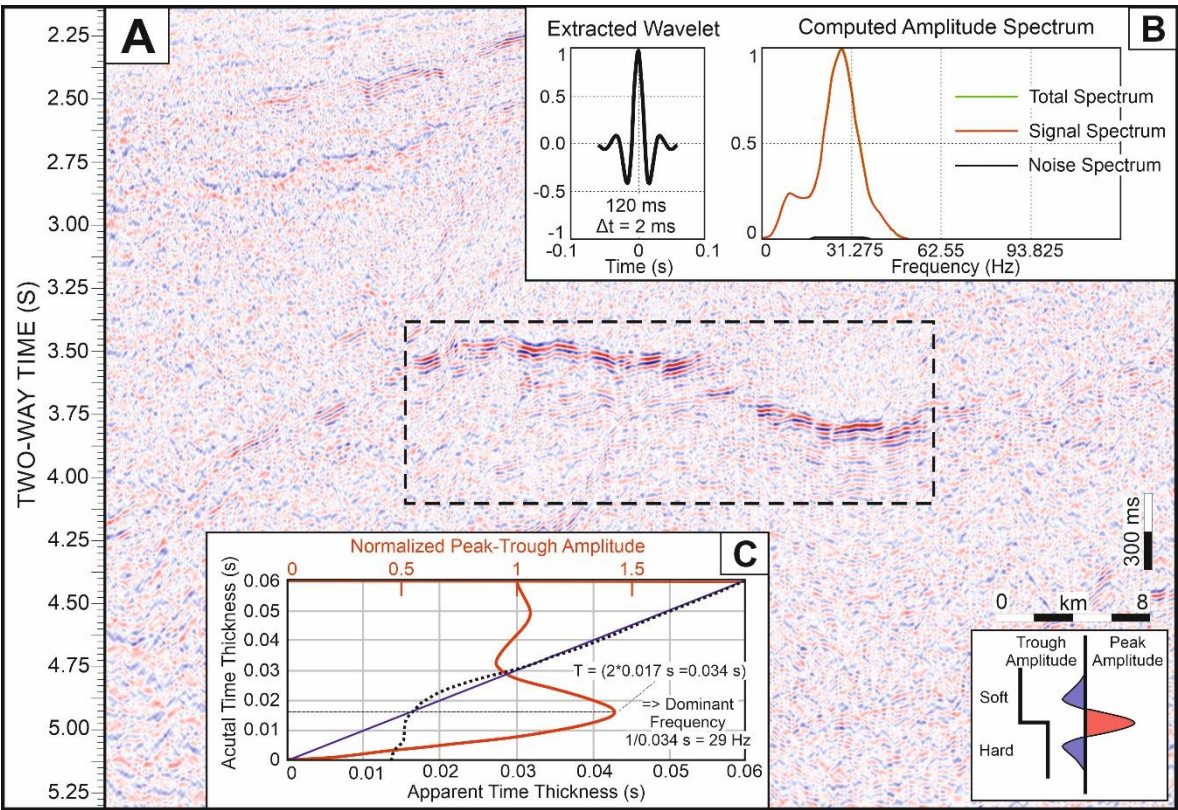 A
B
C
TWO-WAY TIME (S)
2.25
2.50
2.75
3.00
3.25
3.50
3.75
4.00
4.25
4.50
4.75
5.00
5.25
Extracted Wavelet
1
0.5
0.0
-0.5
-1
120 ms
Δt = 2 ms
-0.1 0 0.1
Time (s)
Computed Amplitude Spectrum
1
0.5
0
Total Spectrum
Signal Spectrum
Noise Spectrum
0 31.275 62.55 93.825
Frequency (Hz)
Normalized Peak-Trough Amplitude
0 0.5 1 1.5
Acutal Time Thickness (s)
0.06
0.05
0.04
0.03
0.02
0.01
0
T = (2*0.017 s =0.034 s)
=> Dominant
Frequency
1/0.034 s = 29 Hz
0 0.01 0.02 0.03 0.04 0.05 0.06
Apparent Time Thickness (s)
300 ms
0 km 8
Trough
Amplitude
Peak
Amplitude
Soft
Hard